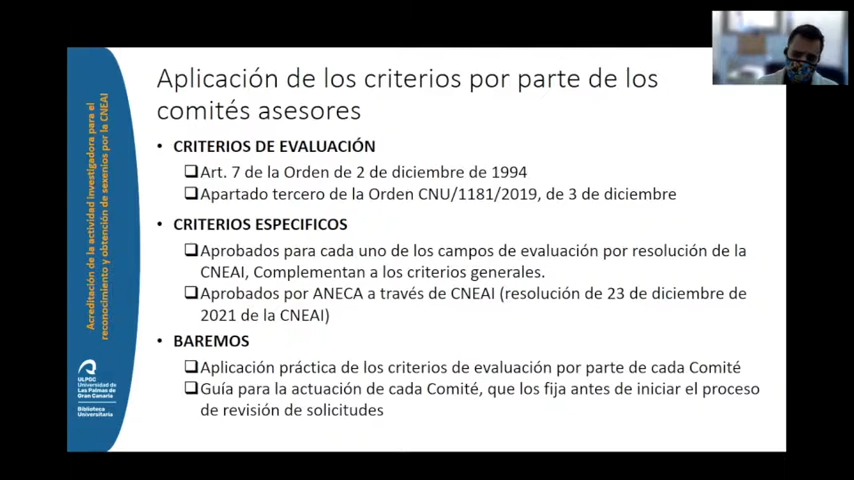 Aplicación de los criterios por parte de los
comités asesores
• CRITERIOS DE EVALUACIÓN
❑Art. 7 de la Orden de 2 de diciembre de 1994
❑Apartado tercero de la Orden CNU/1181/2019, de 3 de diciembre
• CRITERIOS ESPECIFICOS
❑Aprobados para cada uno de los campos de evaluación por resolución de la
CNEAI, Complementan a los criterios generales.
❑Aprobados por ANECA a través de CNEAI (resolución de 23 de diciembre de
2021 de la CNEAI)
• BAREMOS
❑Aplicación práctica de los criterios de evaluación por parte de cada Comité
❑Guía para la actuación de cada Comité, que los fija antes de iniciar el proceso
de revisión de solicitudes
Acreditación de la actividad investigadora para el
reconocimiento y obtención de sexenios por la CNEAI
ULPGC
Universidad de
Las Palmas de
Gran Canaria
Biblioteca
Universitaria